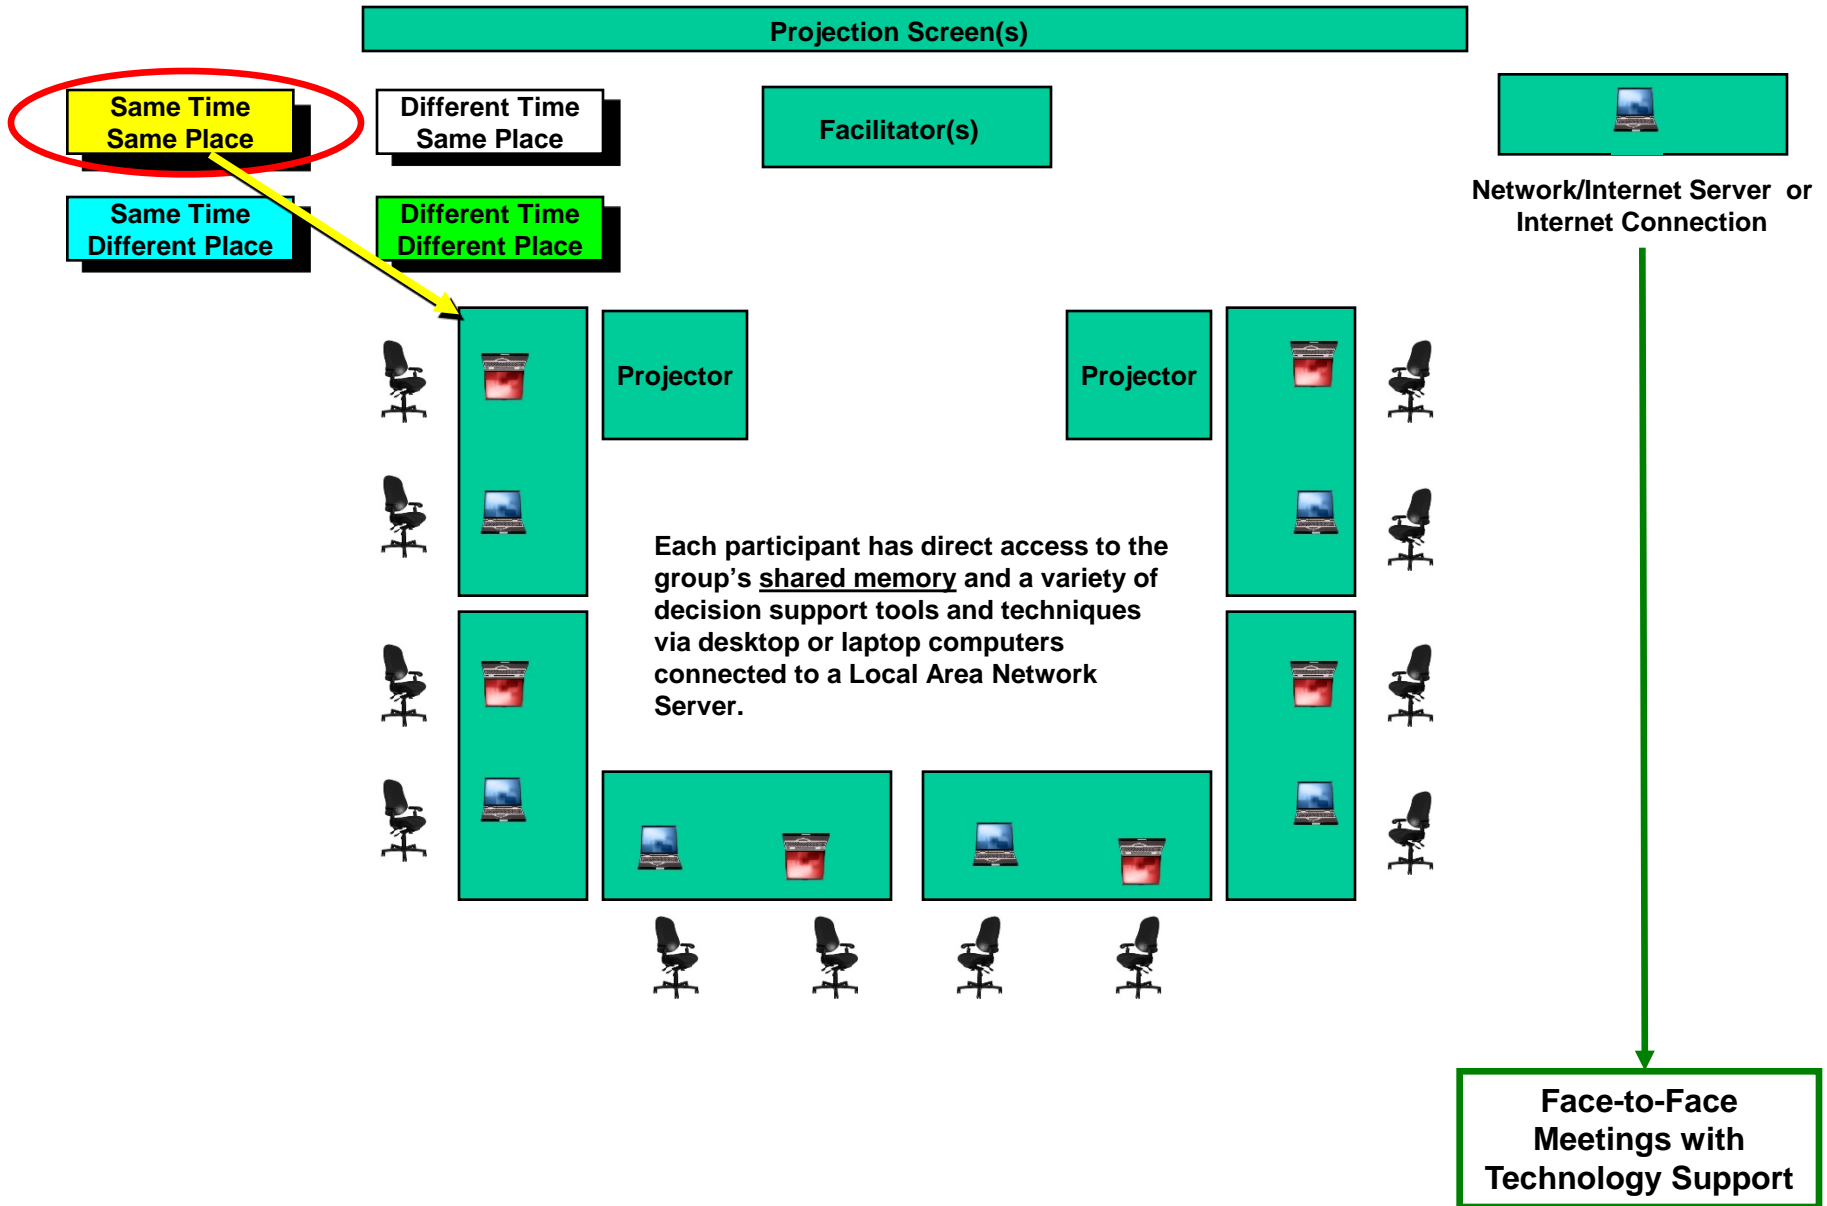 Projection Screen(s)
Same Time
Same Place
Different Time
Same Place
Facilitator(s)
Network/Internet Server or
Internet Connection
Same Time
Different Place
Different Time
Different Place
Projector
Projector
Each participant has direct access to the
group’s shared memory and a variety of
decision support tools and techniques
via desktop or laptop computers
connected to a Local Area Network
Server.
Face-to-Face
Meetings with
Technology Support